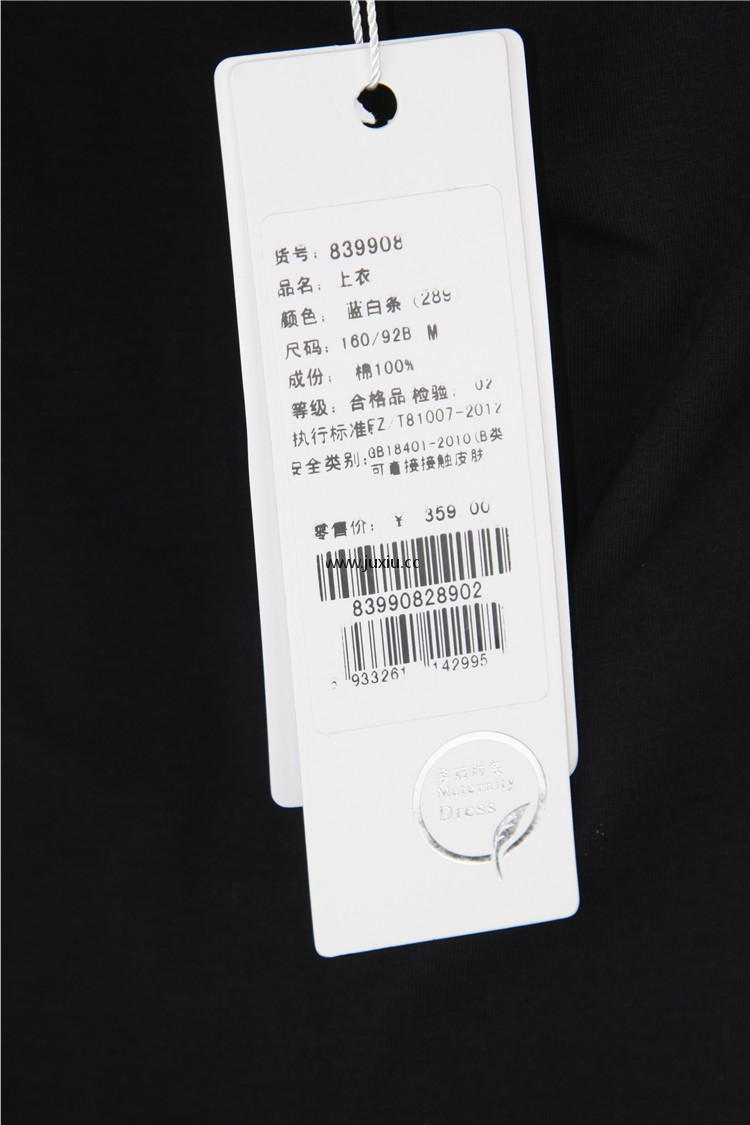 货号: 839908
品名: 上衣
颜色: 蓝白条 (289
尺码: 160/92B M
成份: 棉100%
等级: 合格品 检验: 02
执行标准FZ/T81007-2012
安全类别:GB18401-2010(B类
可直接接触皮肤
零售价: ¥ 359 00
www.juxiu.cc
83990828902
933261 142995
Maternity
Dress